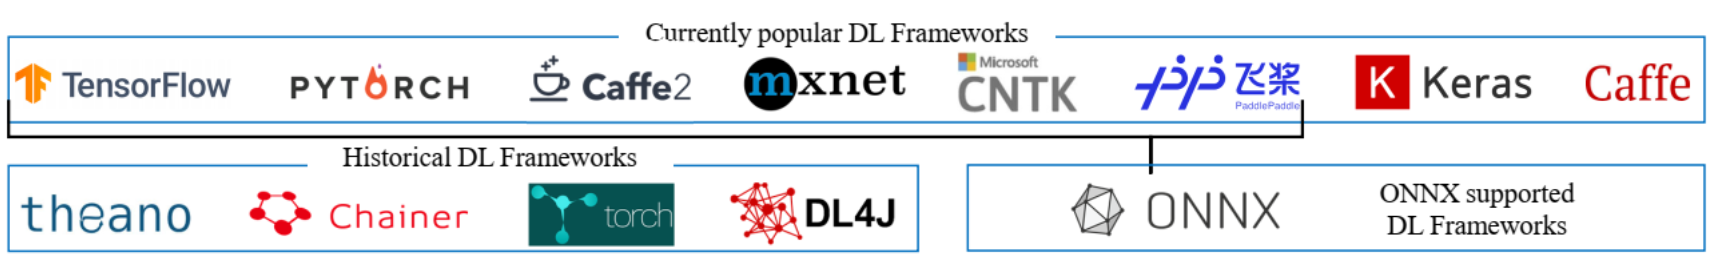 Currently popular DL Frameworks
TensorFlow
PYTORCH
Caffe2
mxnet
Microsoft
CNTK
飞桨
PaddlePaddle
K Keras
Caffe
Historical DL Frameworks
theano
Chainer
torch
DL4J
ONNX
ONNX supported
DL Frameworks